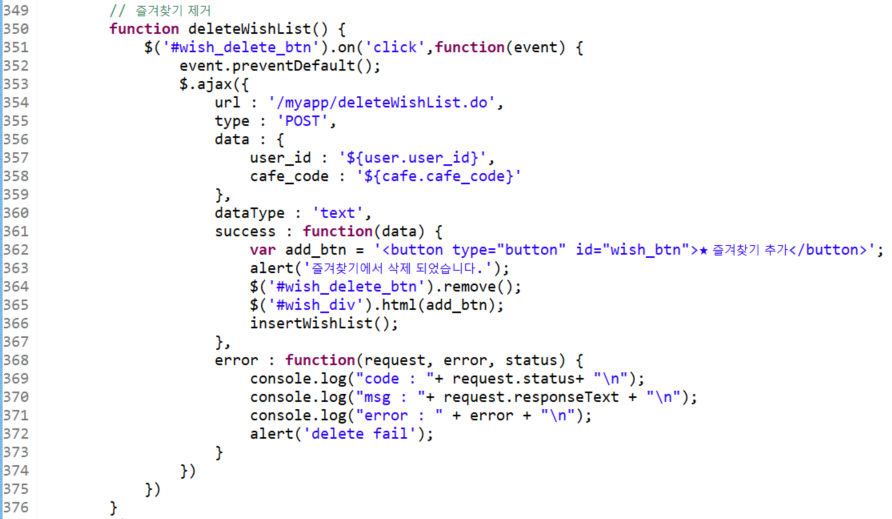 349 // 즐겨찾기 제거
350 function deleteWishList() {
351 $('#wish_delete_btn').on('click',function(event) {
352 event.preventDefault();
353 $.ajax({
354 url : '/myapp/deleteWishList.do',
355 type : 'POST',
356 data : {
357 user_id : '${user.user_id}',
358 cafe_code : '${cafe.cafe_code}'
359 },
360 dataType : 'text',
361 success : function(data) {
362 var add_btn = '<button type="button" id="wish_btn">★ 즐겨찾기 추가</button>';
363 alert('즐겨찾기에서 삭제 되었습니다.');
364 $('#wish_delete_btn').remove();
365 $('#wish_div').html(add_btn);
366 insertWishList();
367 },
368 error : function(request, error, status) {
369 console.log("code : "+ request.status+ "\n");
370 console.log("msg : "+ request.responseText + "\n");
371 console.log("error : " + error + "\n");
372 alert('delete fail');
373 }
374 })
375 })
376 }